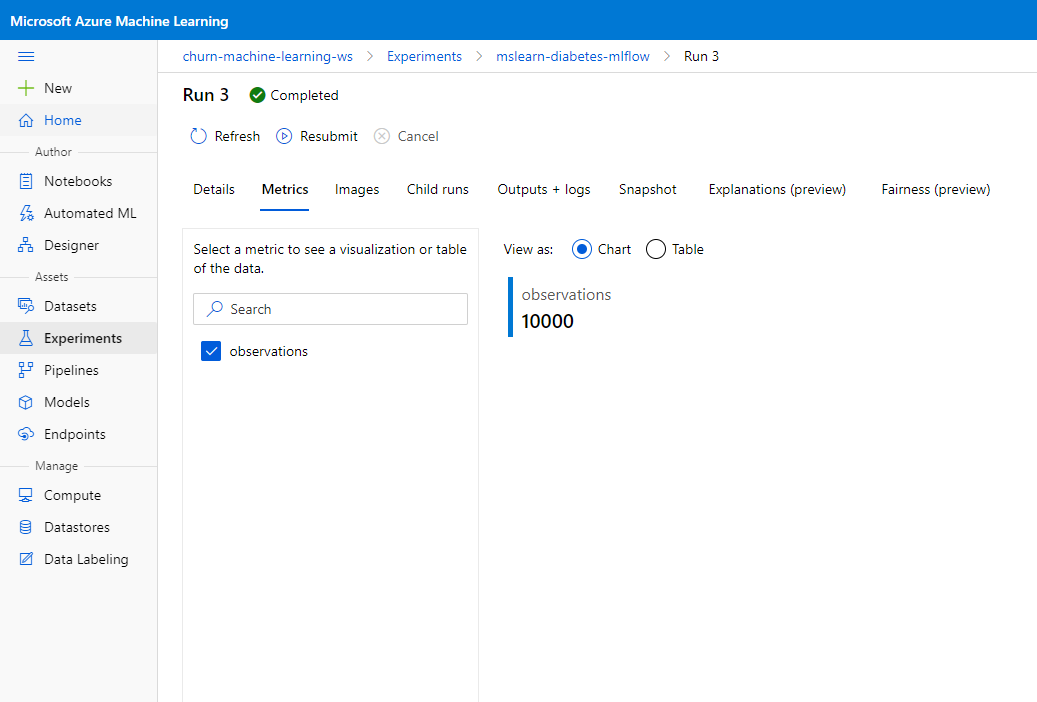 Microsoft Azure Machine Learning
churn-machine-learning-ws > Experiments > mslearn-diabetes-mlflow > Run 3
New
Home
Author
Notebooks
Automated ML
Designer
Assets
Datasets
Experiments
Pipelines
Models
Endpoints
Manage
Compute
Datastores
Data Labeling
Run 3 Completed
Refresh Resubmit Cancel
Details Metrics Images Child runs Outputs + logs Snapshot Explanations (preview) Fairness (preview)
Select a metric to see a visualization or table
of the data.
Search
observations
View as: Chart Table
observations
10000